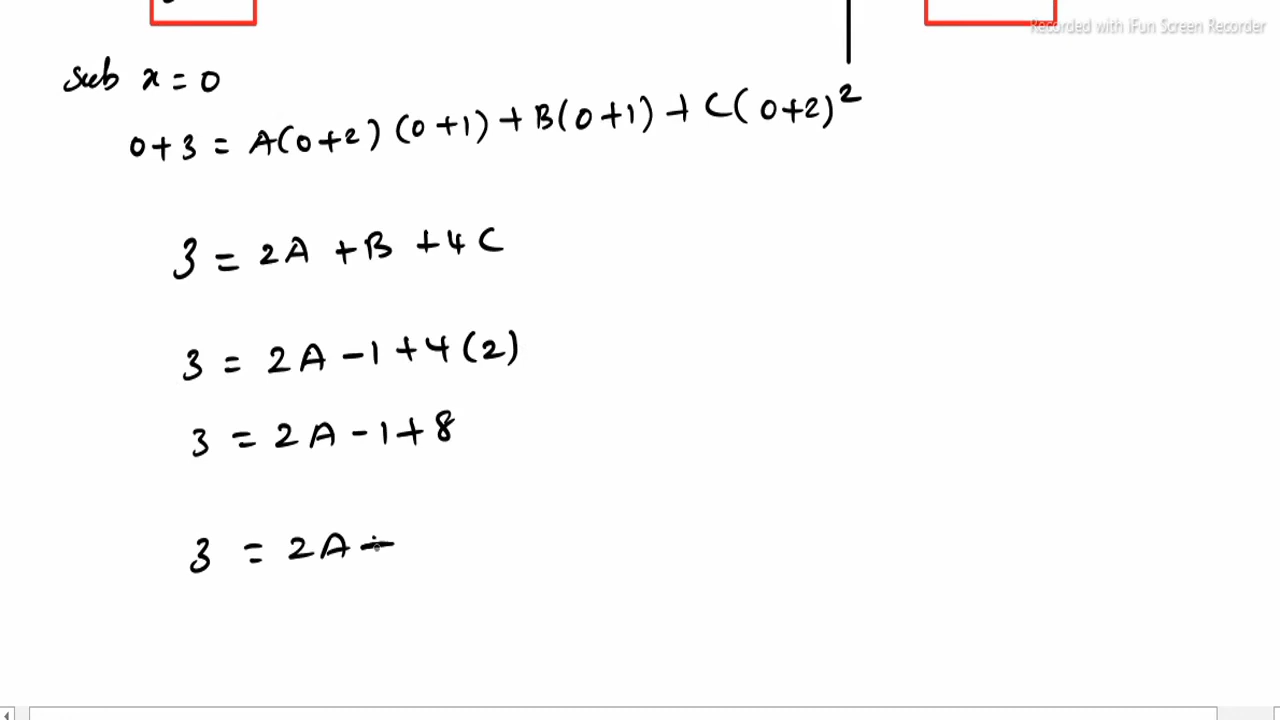 Recorded with iFun Screen Recorder
sub x = 0
0 + 3 = A(0+2) (0+1) + B(0+1) + C(0+2)²
3 = 2A + B + 4C
3 = 2A - 1 + 4(2)
3 = 2A - 1 + 8
3 = 2A